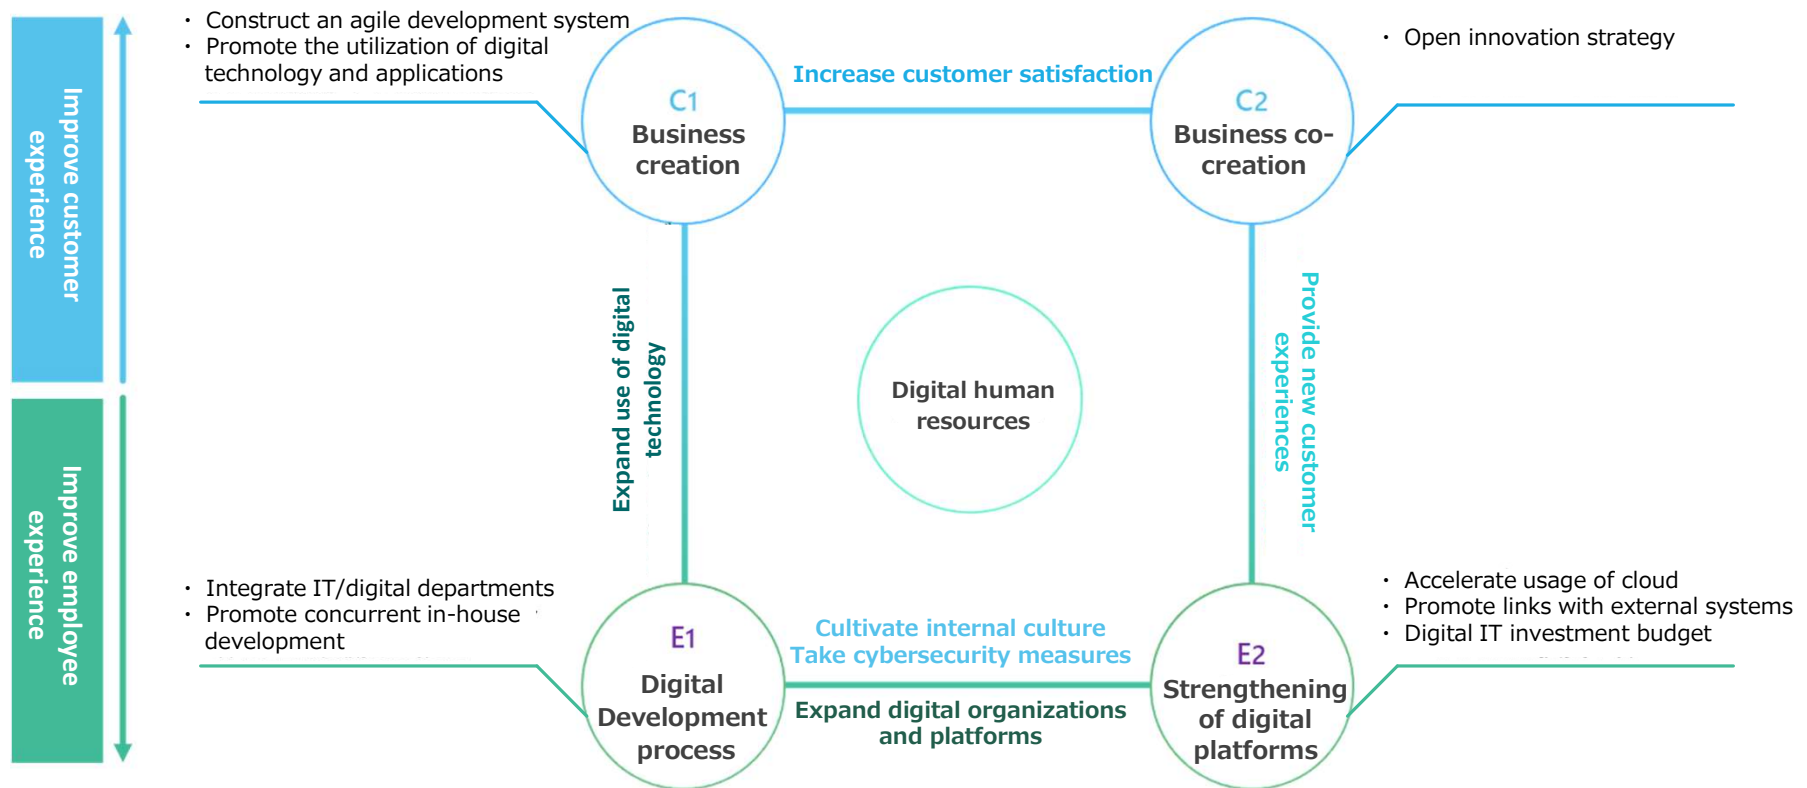 Improve customer
experience
Improve employee
experience
・ Construct an agile development system
・ Promote the utilization of digital
technology and applications
C1
Business
creation
Increase customer satisfaction
C2
Business co-
creation
・ Open innovation strategy
Expand use of digital
technology
Digital human
resources
Provide new customer
experiences
・ Integrate IT/digital departments
・ Promote concurrent in-house
development
E1
Digital
Development
process
Cultivate internal culture
Take cybersecurity measures
Expand digital organizations
and platforms
E2
Strengthening
of digital
platforms
・ Accelerate usage of cloud
・ Promote links with external systems
・ Digital IT investment budget